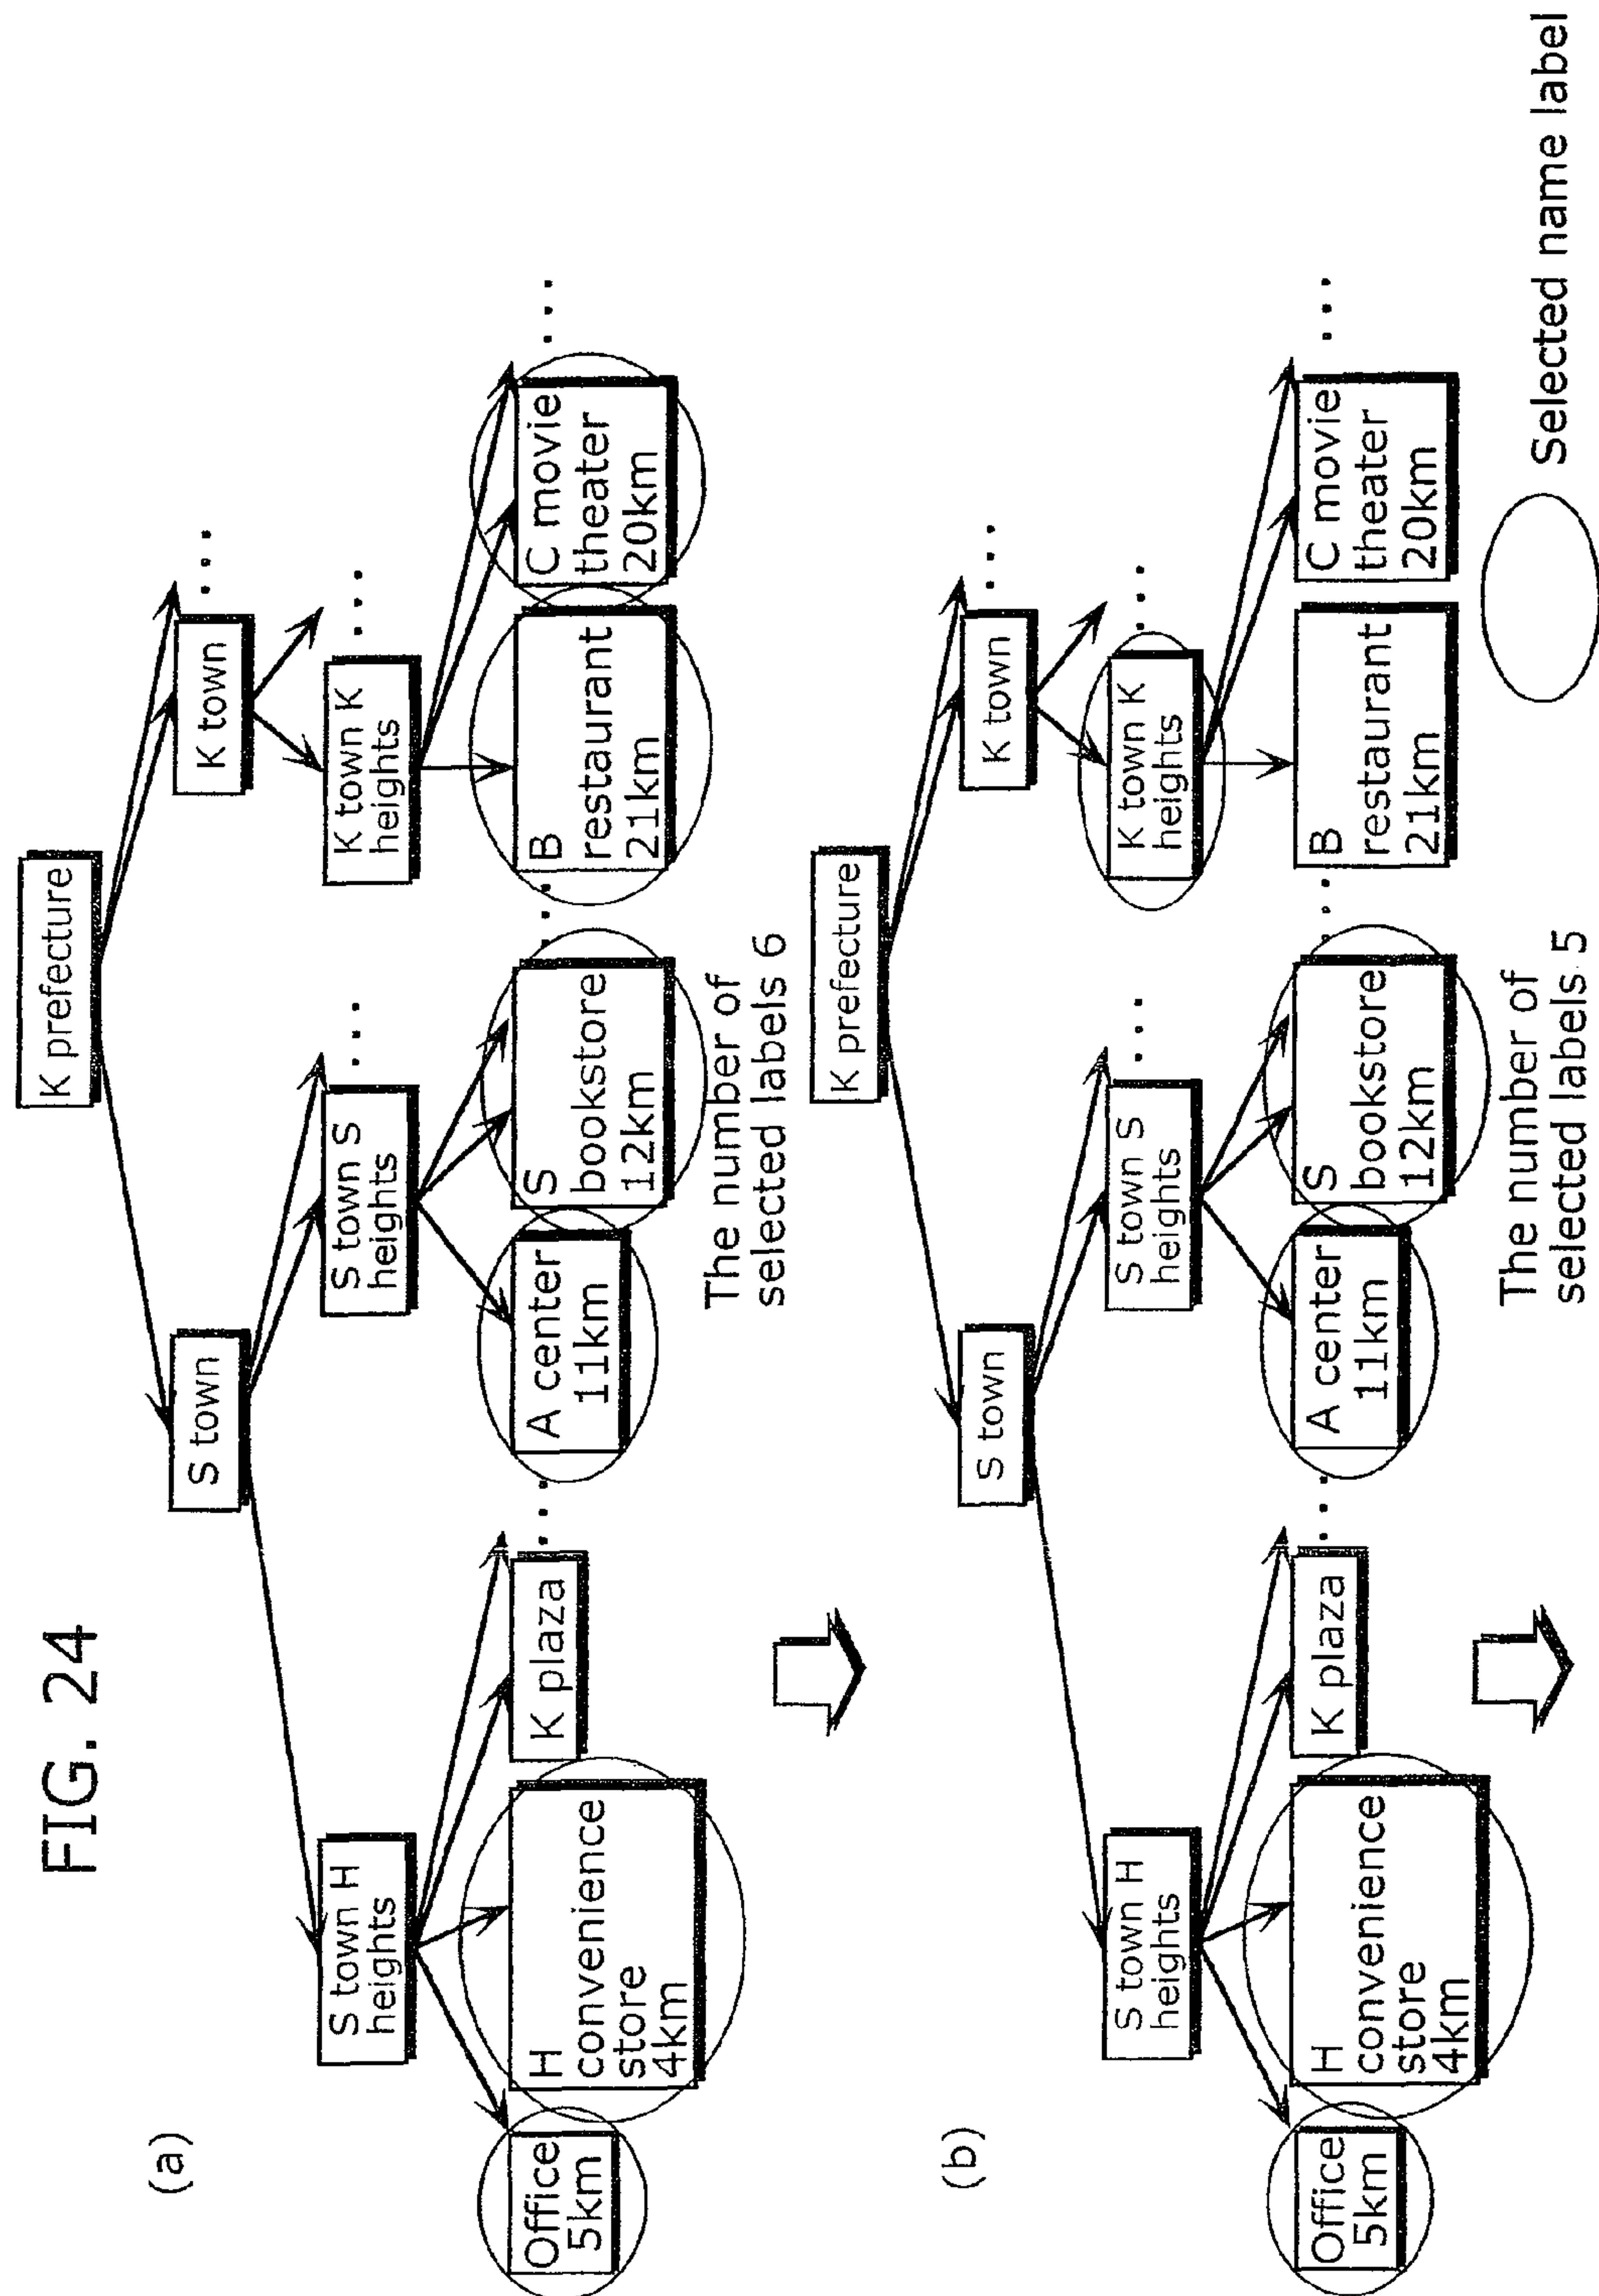 FIG. 24
(a)
K prefecture
S town
K town
...
S town H
heights
S town S
heights
...
K town K
heights
...
Office
5km
H
convenience
store
4km
K plaza
...
A center
11km
S
bookstore
12km
...
B
restaurant
21km
C movie
theater
20km
...
The number of
selected labels 6
(b)
K prefecture
S town
K town
...
S town H
heights
S town S
heights
...
K town K
heights
...
Office
5km
H
convenience
store
4km
K plaza
...
A center
11km
S
bookstore
12km
...
B
restaurant
21km
C movie
theater
20km
...
The number of
selected labels 5
Selected name label